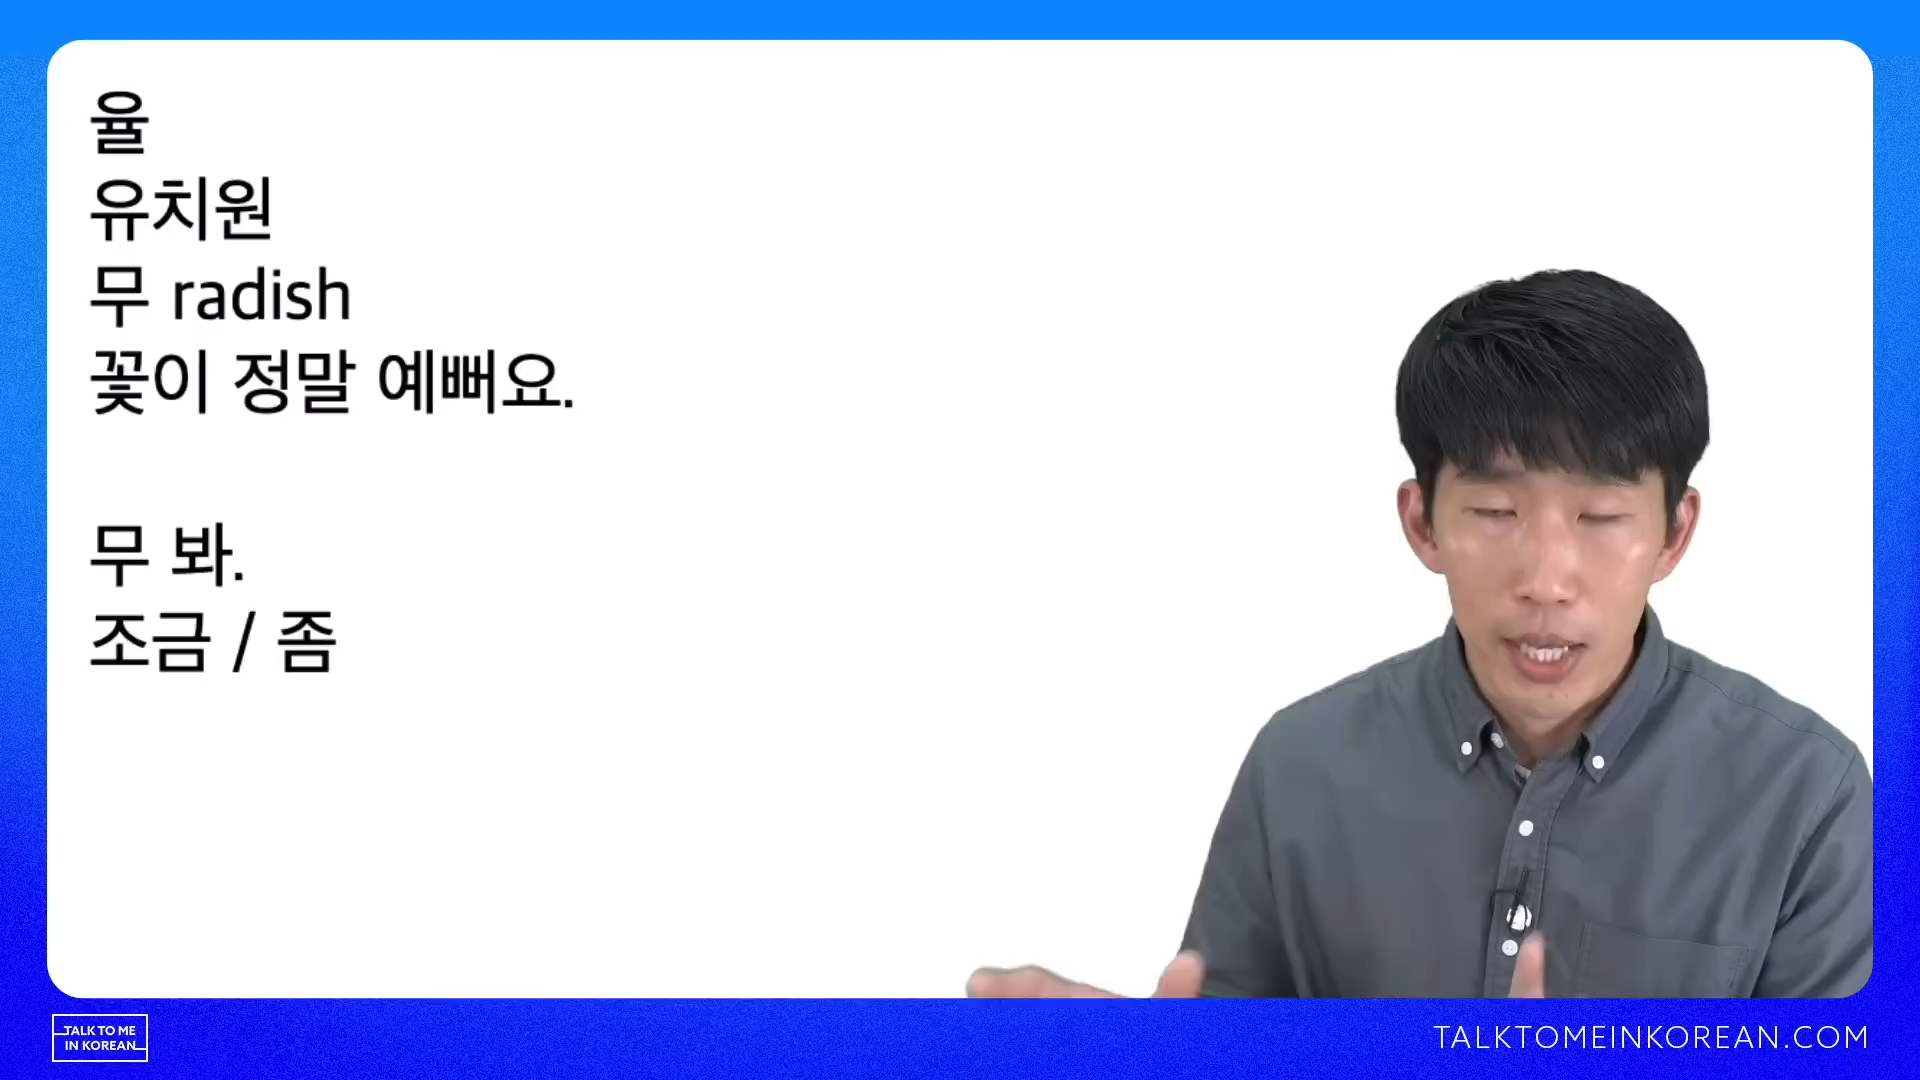 율
유치원
무 radish
꽃이 정말 예뻐요.
무 봐.
조금 / 좀
TALK TO ME
IN KOREAN
TALKTOMEINKOREAN.COM